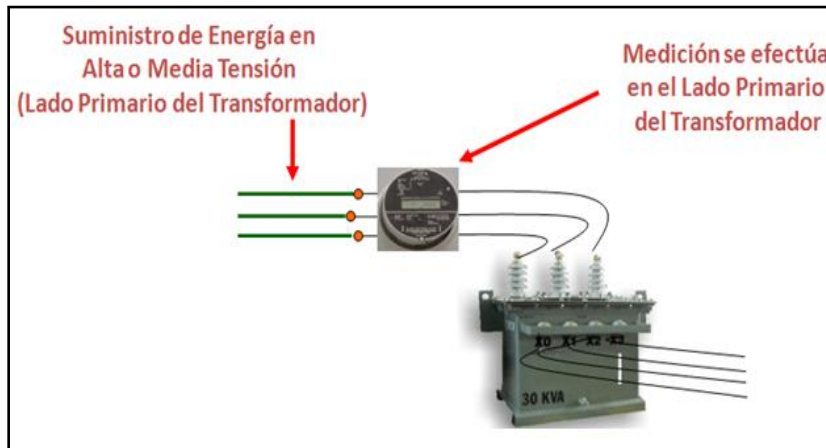 Suministro de Energía en
Alta o Media Tensión
(Lado Primario del Transformador)
Medición se efectúa
en el Lado Primario
del Transformador
X0 X1 X2 X3
30 KVA